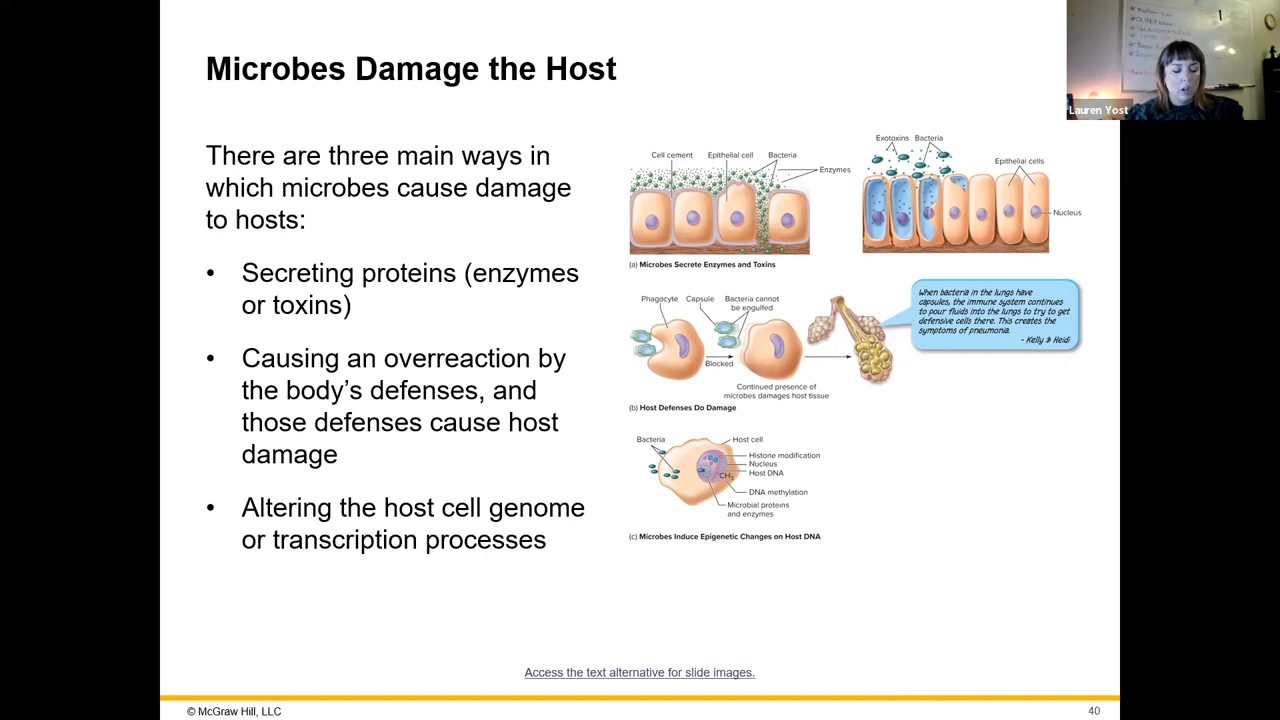 Microbes Damage the Host
Lauren Yost
There are three main ways in
which microbes cause damage
to hosts:
• Secreting proteins (enzymes
or toxins)
• Causing an overreaction by
the body's defenses, and
those defenses cause host
damage
• Altering the host cell genome
or transcription processes
Cell cement
Epithelial cell
Bacteria
Enzymes
Exotoxins
Bacteria
Epithelial cells
Nucleus
(a) Microbes Secrete Enzymes and Toxins
Phagocyte
Capsule
Bacteria cannot
be engulfed
Blocked
Continued presence of
microbes damages host tissue
When bacteria in the lungs have
capsules, the immune system continues
to pour fluids into the lungs to try to get
defensive cells there. This creates the
symptoms of pneumonia.
- Kelly & Heidi
(b) Host Defenses Do Damage
Bacteria
Host cell
Histone modification
Nucleus
Host DNA
CH3
DNA methylation
Microbial proteins
and enzymes
(c) Microbes Induce Epigenetic Changes on Host DNA
Access the text alternative for slide images.
© McGraw Hill, LLC
40